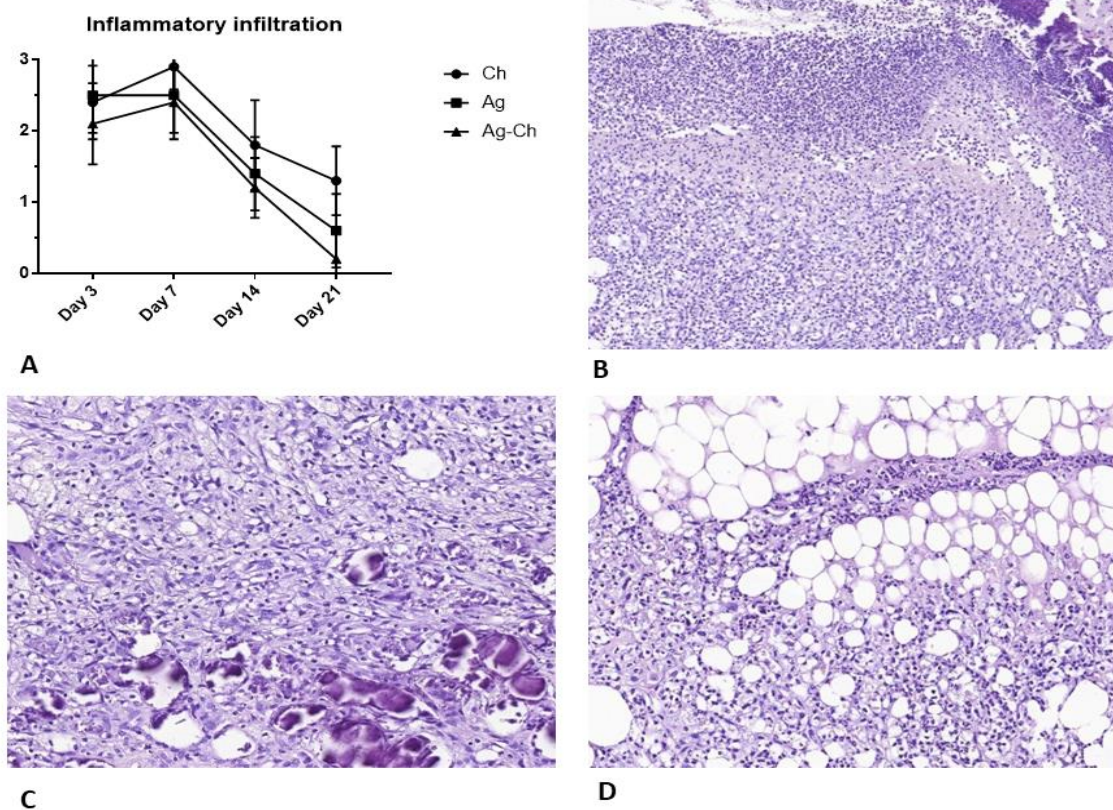 Inflammatory infiltration
3
2
1
0
Day 3
Day 7
Day 14
Day 21
Ch
Ag
Ag-Ch
A
B
C
D